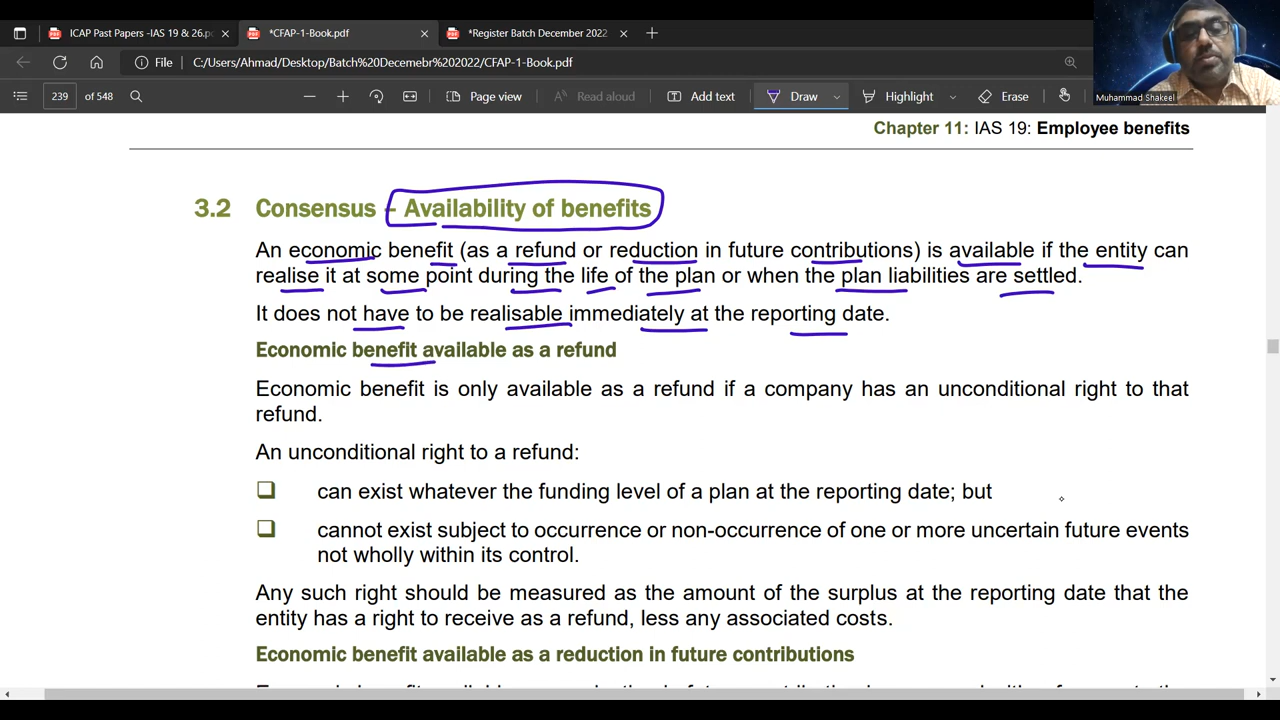 ICAP Past Papers -IAS 19 & 26.pdf
*CFAP-1-Book.pdf
*Register Batch December 2022
File
C:/Users/Ahmad/Desktop/Batch%20Decemebr%202022/CFAP-1-Book.pdf
239 of 548
Page view
Read aloud
Add text
Draw
Highlight
Erase
Muhammad Shakeel
Chapter 11: IAS 19: Employee benefits
3.2 Consensus – Availability of benefits
An economic benefit (as a refund or reduction in future contributions) is available if the entity can
realise it at some point during the life of the plan or when the plan liabilities are settled.
It does not have to be realisable immediately at the reporting date.
Economic benefit available as a refund
Economic benefit is only available as a refund if a company has an unconditional right to that
refund.
An unconditional right to a refund:
can exist whatever the funding level of a plan at the reporting date; but
cannot exist subject to occurrence or non-occurrence of one or more uncertain future events
not wholly within its control.
Any such right should be measured as the amount of the surplus at the reporting date that the
entity has a right to receive as a refund, less any associated costs.
Economic benefit available as a reduction in future contributions